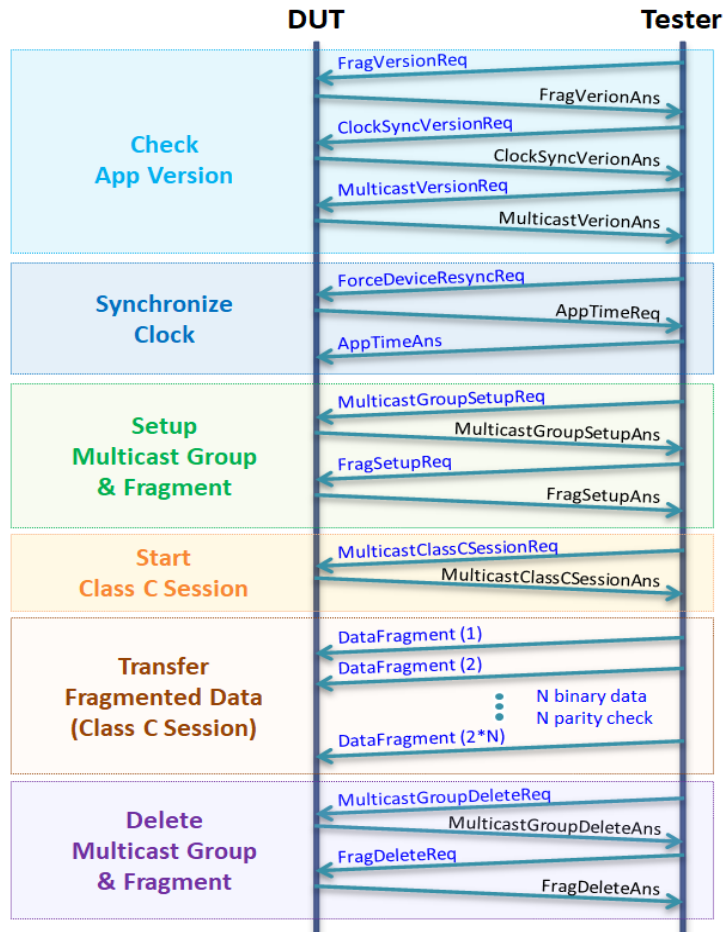 DUT
Tester
Check
App Version
FragVersionReq
FragVerionAns
ClockSyncVersionReq
ClockSyncVerionAns
MulticastVersionReq
MulticastVerionAns
Synchronize
Clock
ForceDeviceResyncReq
AppTimeReq
AppTimeAns
Setup
Multicast Group
& Fragment
MulticastGroupSetupReq
MulticastGroupSetupAns
FragSetupReq
FragSetupAns
Start
Class C Session
MulticastClassCSessionReq
MulticastClassCSessionAns
Transfer
Fragmented Data
(Class C Session)
DataFragment (1)
DataFragment (2)
N binary data
N parity check
DataFragment (2*N)
Delete
Multicast Group
& Fragment
MulticastGroupDeleteReq
MulticastGroupDeleteAns
FragDeleteReq
FragDeleteAns